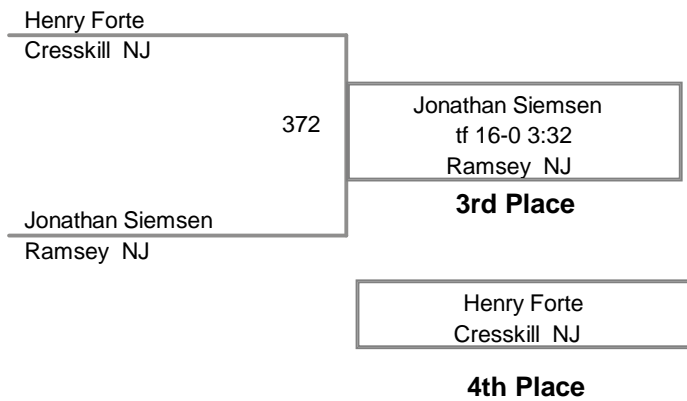 Henry Forte
Cresskill NJ
372
Jonathan Siemsen
tf 16-0 3:32
Ramsey NJ
3rd Place
Jonathan Siemsen
Ramsey NJ
Henry Forte
Cresskill NJ
4th Place